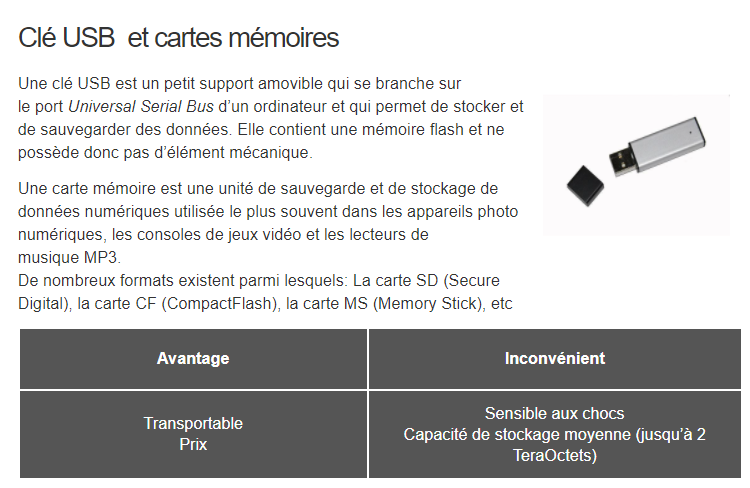 Clé USB et cartes mémoires
Une clé USB est un petit support amovible qui se branche sur
le port Universal Serial Bus d’un ordinateur et qui permet de stocker et
de sauvegarder des données. Elle contient une mémoire flash et ne
possède donc pas d’élément mécanique.
Une carte mémoire est une unité de sauvegarde et de stockage de
données numériques utilisée le plus souvent dans les appareils photo
numériques, les consoles de jeux vidéo et les lecteurs de
musique MP3.
De nombreux formats existent parmi lesquels: La carte SD (Secure
Digital), la carte CF (CompactFlash), la carte MS (Memory Stick), etc
Avantage
Inconvénient
Transportable
Prix
Sensible aux chocs
Capacité de stockage moyenne (jusqu’à 2
TeraOctets)